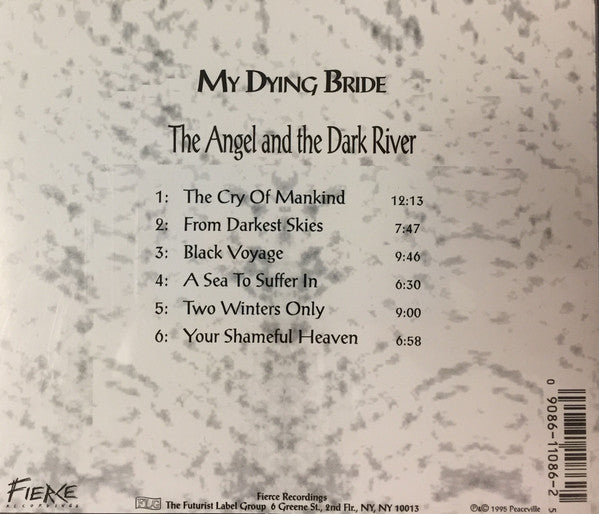 MY DYING BRIDE
The Angel and the Dark River
1: The Cry Of Mankind 12:13
2: From Darkest Skies 7:47
3: Black Voyage 9:46
4: A Sea To Suffer In 6:30
5: Two Winters Only 9:00
6: Your Shameful Heaven 6:58
0 9086-11086-2 5
FIERCE
RECORDINGS
FLG
Fierce Recordings
The Futurist Label Group 6 Greene St., 2nd Flr., NY, NY 10013
℗&© 1995 Peaceville